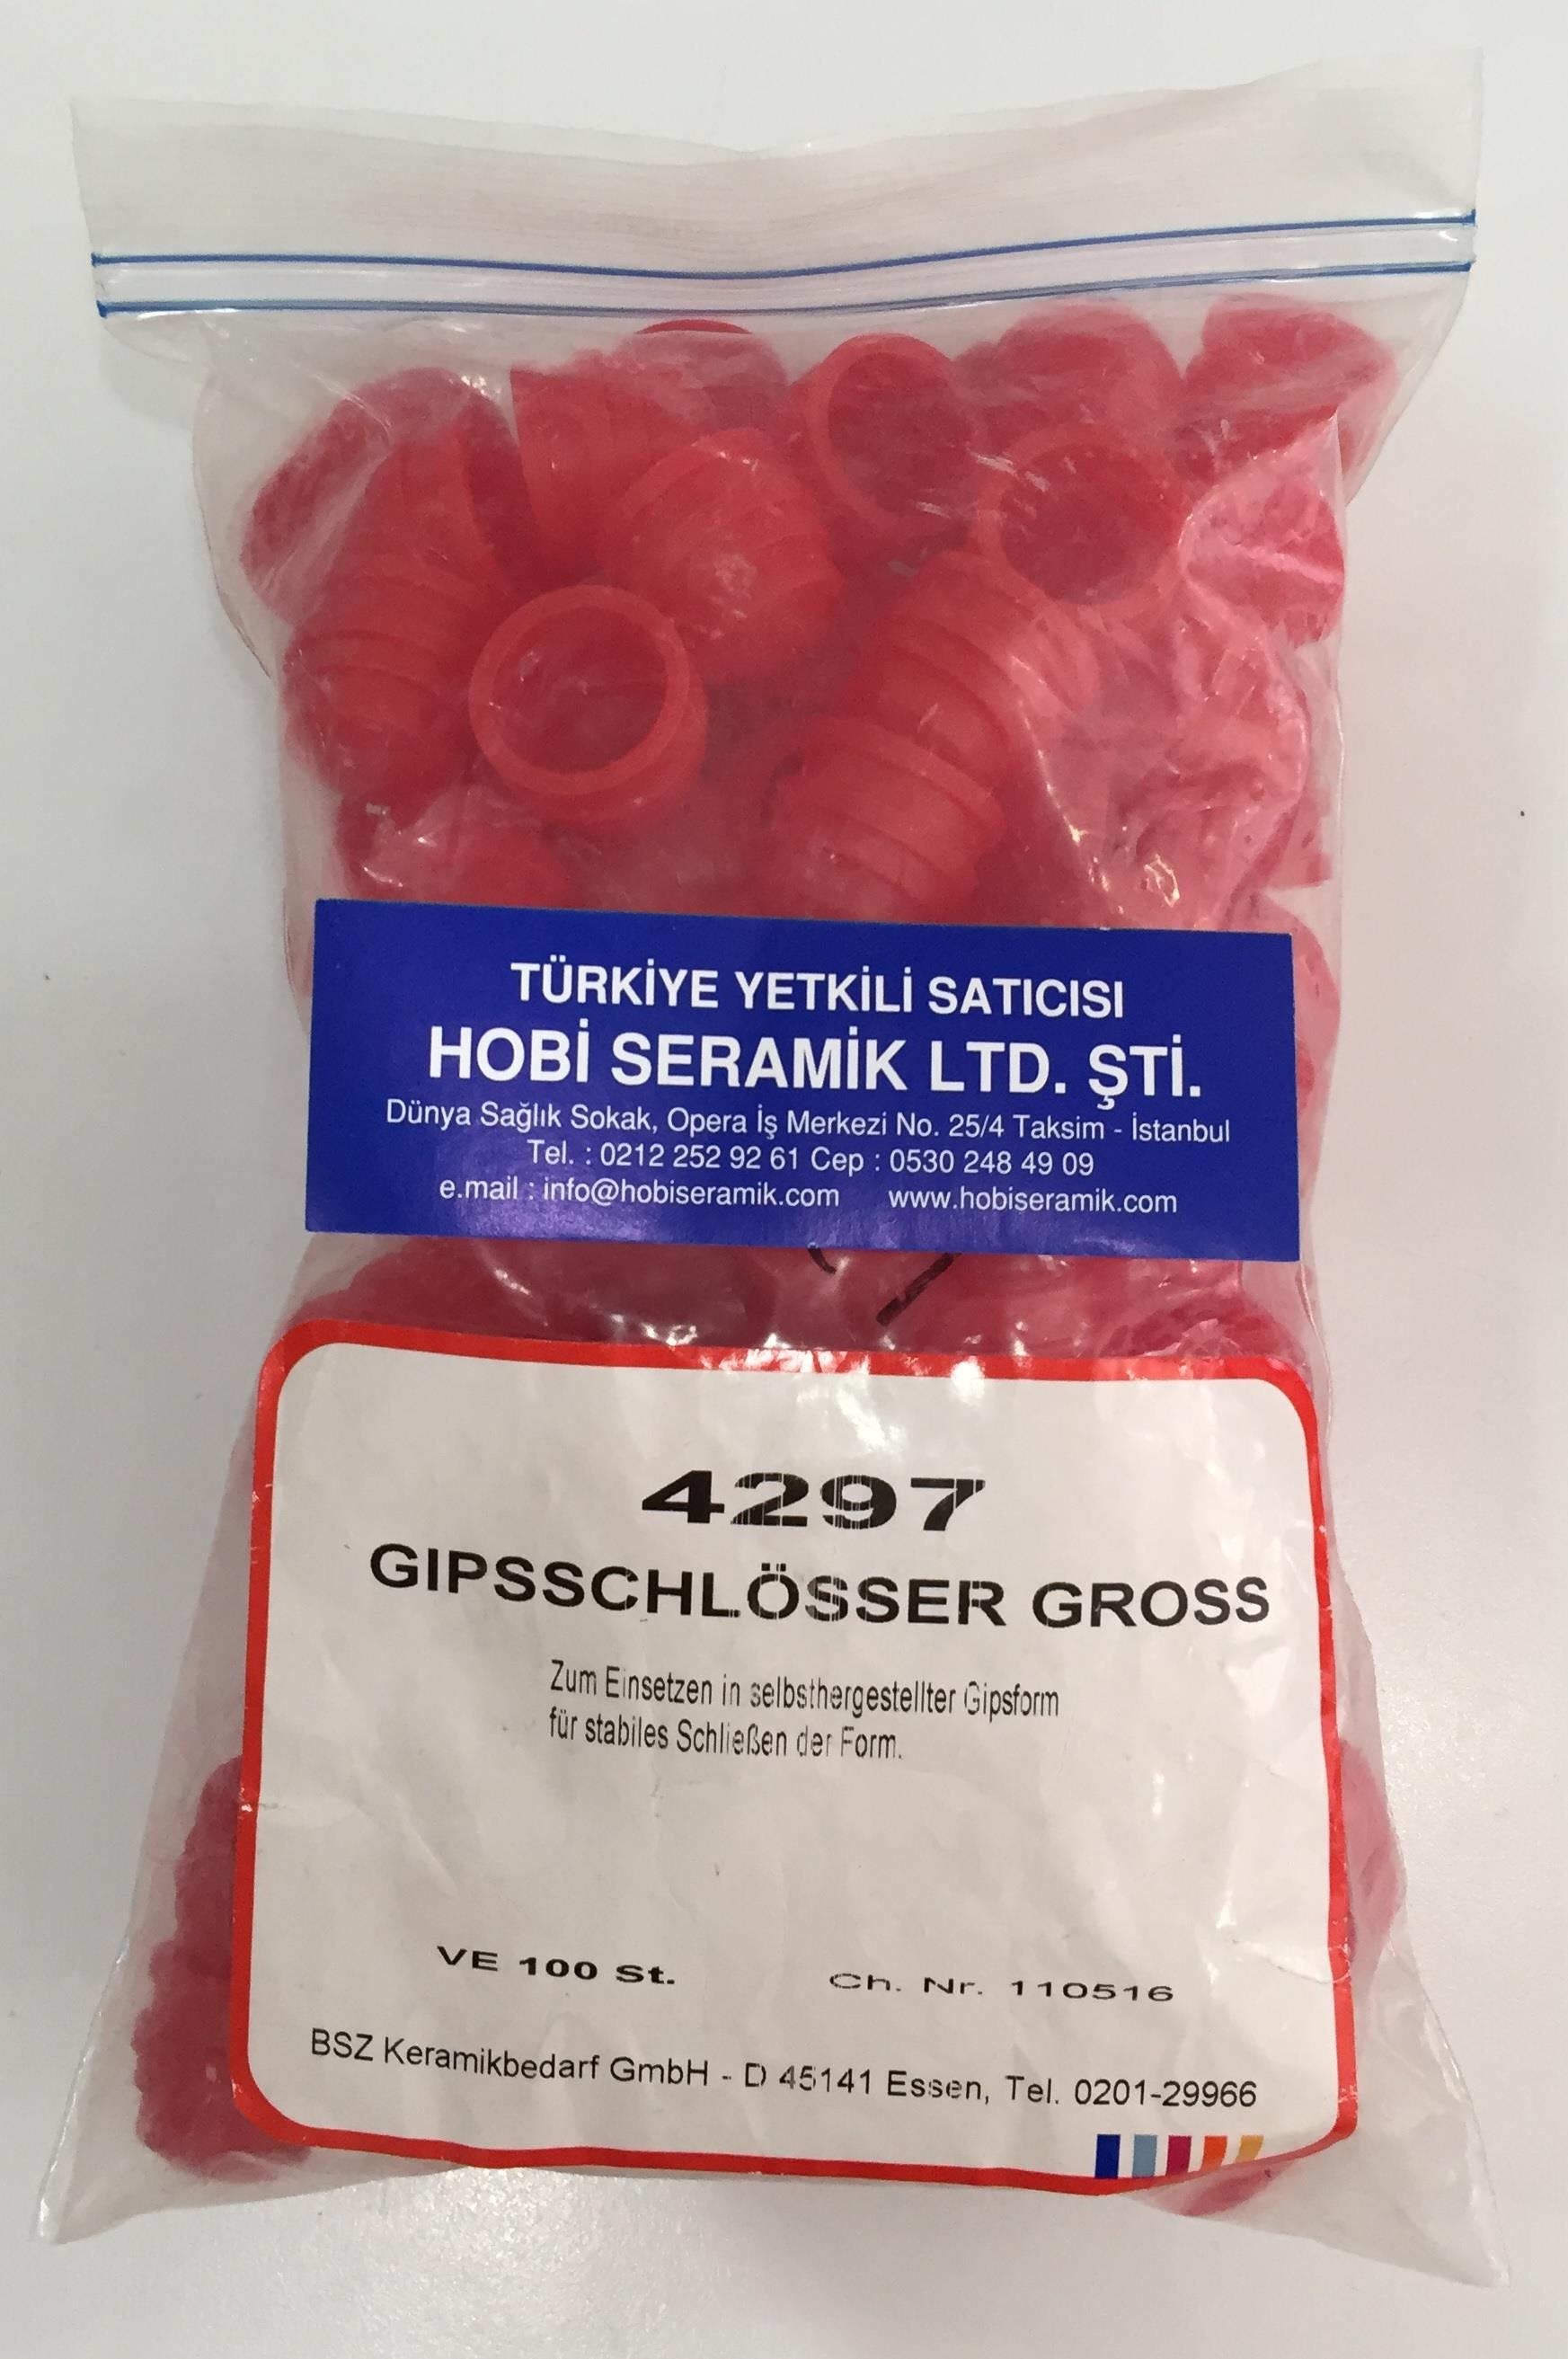 TÜRKİYE YETKİLİ SATICISI
HOBİ SERAMİK LTD. ŞTİ.
Dünya Sağlık Sokak, Opera İş Merkezi No. 25/4 Taksim - İstanbul
Tel. : 0212 252 92 61 Cep : 0530 248 49 09
e.mail : info@hobiseramik.com www.hobiseramik.com
4297
GIPSSCHLÖSSER GROSS
Zum Einsetzen in selbsthergestellter Gipsform
für stabiles Schließen der Form.
VE 100 St. Ch. Nr. 110516
BSZ Keramikbedarf GmbH - D 45141 Essen, Tel. 0201-29966